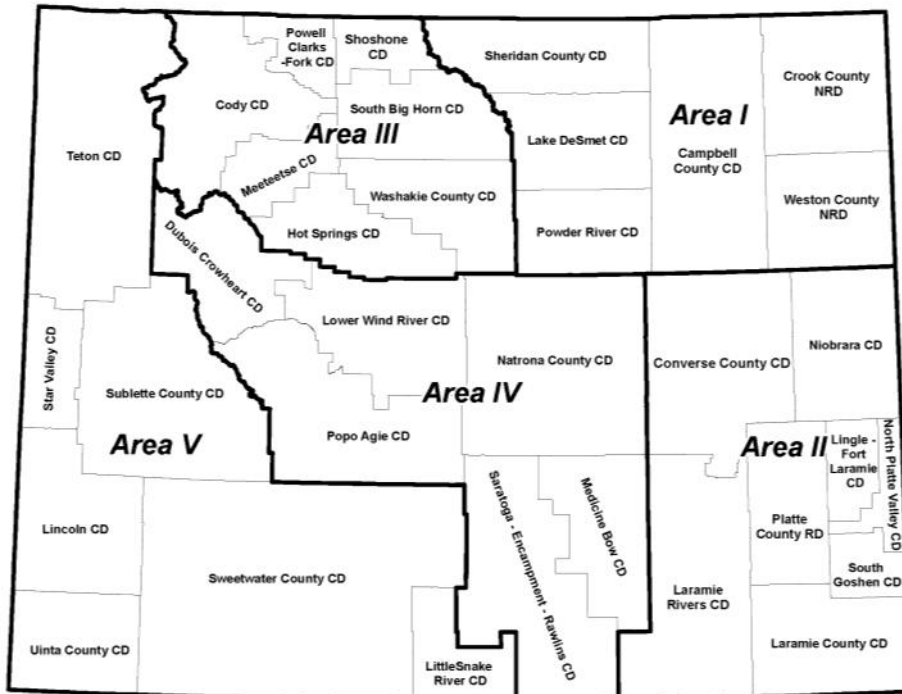 Powell
Clarks
-Fork CD
Shoshone
CD
Sheridan County CD
Crook County
NRD
Cody CD
South Big Horn CD
Area III
Area I
Lake DeSmet CD
Campbell
County CD
Teton CD
Meeteetse CD
Washakie County CD
Weston County
NRD
Hot Springs CD
Powder River CD
Dubois Crowheart CD
Lower Wind River CD
Natrona County CD
Converse County CD
Niobrara CD
Star Valley CD
Sublette County CD
Area IV
Area V
Popo Agie CD
Area II
Lingle -
Fort
Laramie
CD
North Platte Valley CD
Saratoga - Encampment - Rawlins CD
Medicine Bow CD
Platte
County RD
Lincoln CD
Sweetwater County CD
South
Goshen CD
Laramie
Rivers CD
Uinta County CD
LittleSnake
River CD
Laramie County CD